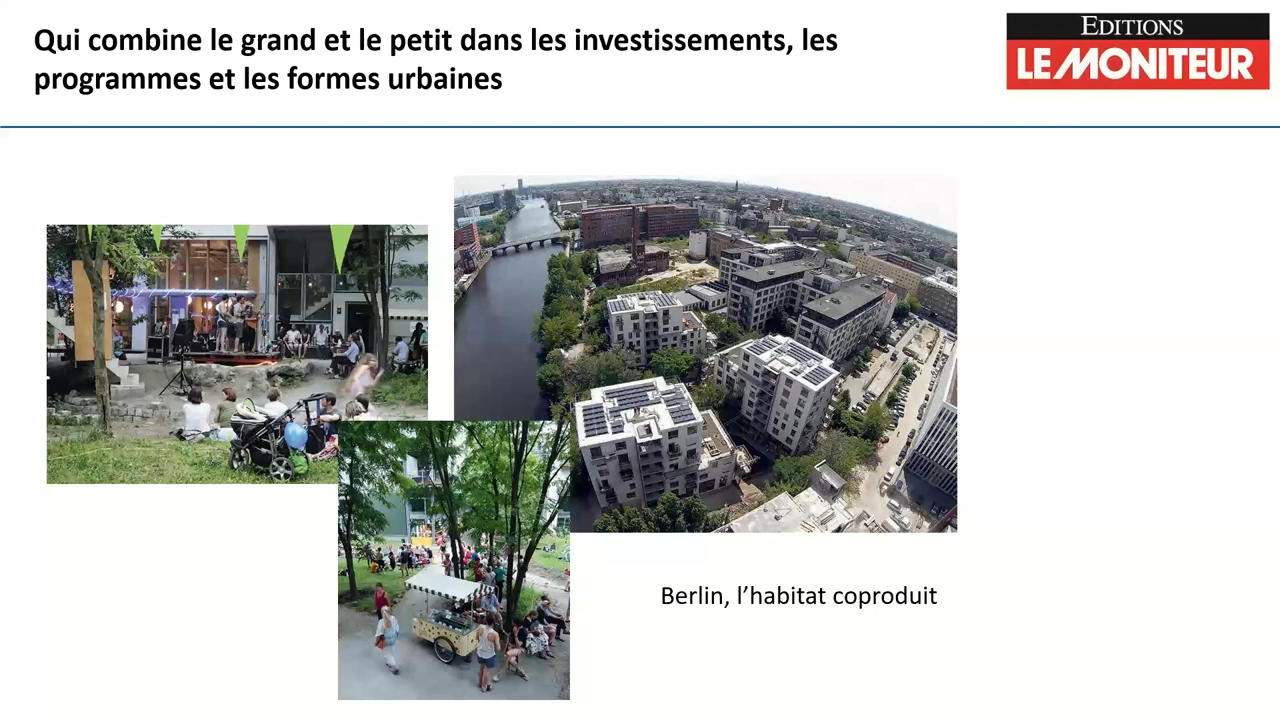 Qui combine le grand et le petit dans les investissements, les
programmes et les formes urbaines
EDITIONS
LE MONITEUR
Berlin, l’habitat coproduit